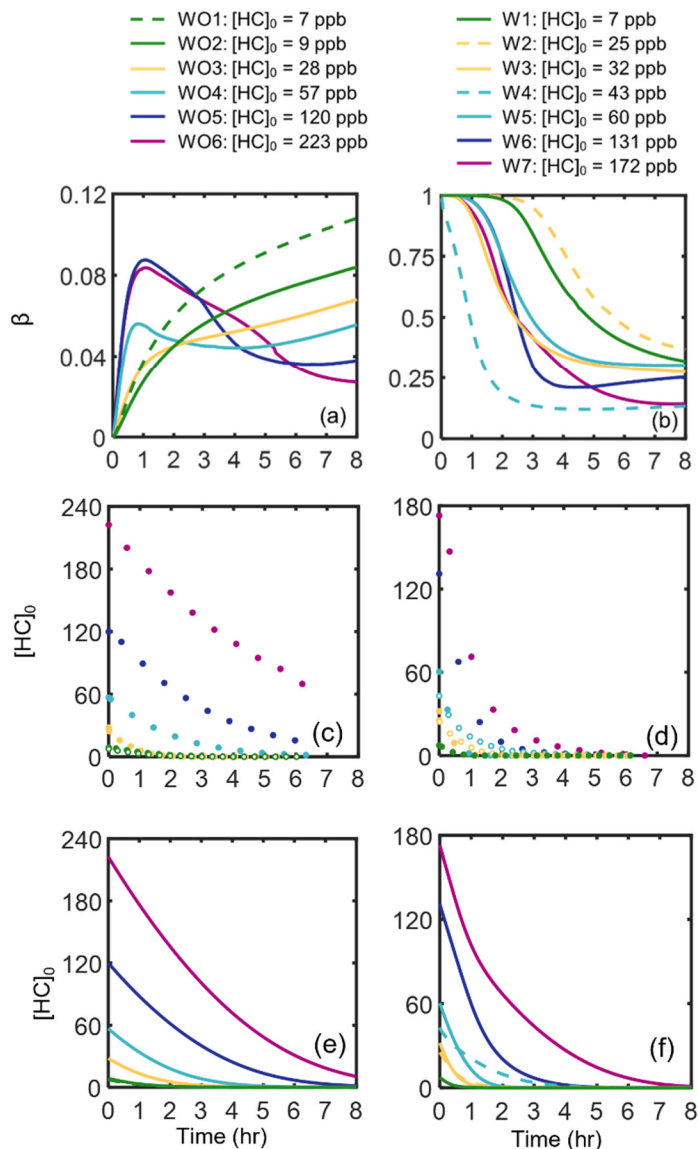 WO1: [HC]₀ = 7 ppb
WO2: [HC]₀ = 9 ppb
WO3: [HC]₀ = 28 ppb
WO4: [HC]₀ = 57 ppb
WO5: [HC]₀ = 120 ppb
WO6: [HC]₀ = 223 ppb
W1: [HC]₀ = 7 ppb
W2: [HC]₀ = 25 ppb
W3: [HC]₀ = 32 ppb
W4: [HC]₀ = 43 ppb
W5: [HC]₀ = 60 ppb
W6: [HC]₀ = 131 ppb
W7: [HC]₀ = 172 ppb
0.12
0.08
0.04
0
β
(a)
0 1 2 3 4 5 6 7 8
1
0.75
0.5
0.25
0
(b)
0 1 2 3 4 5 6 7 8
240
180
120
60
0
[HC]₀
(c)
0 1 2 3 4 5 6 7 8
180
120
60
0
(d)
0 1 2 3 4 5 6 7 8
240
180
120
60
0
[HC]₀
(e)
0 1 2 3 4 5 6 7 8
Time (hr)
180
120
60
0
(f)
0 1 2 3 4 5 6 7 8
Time (hr)